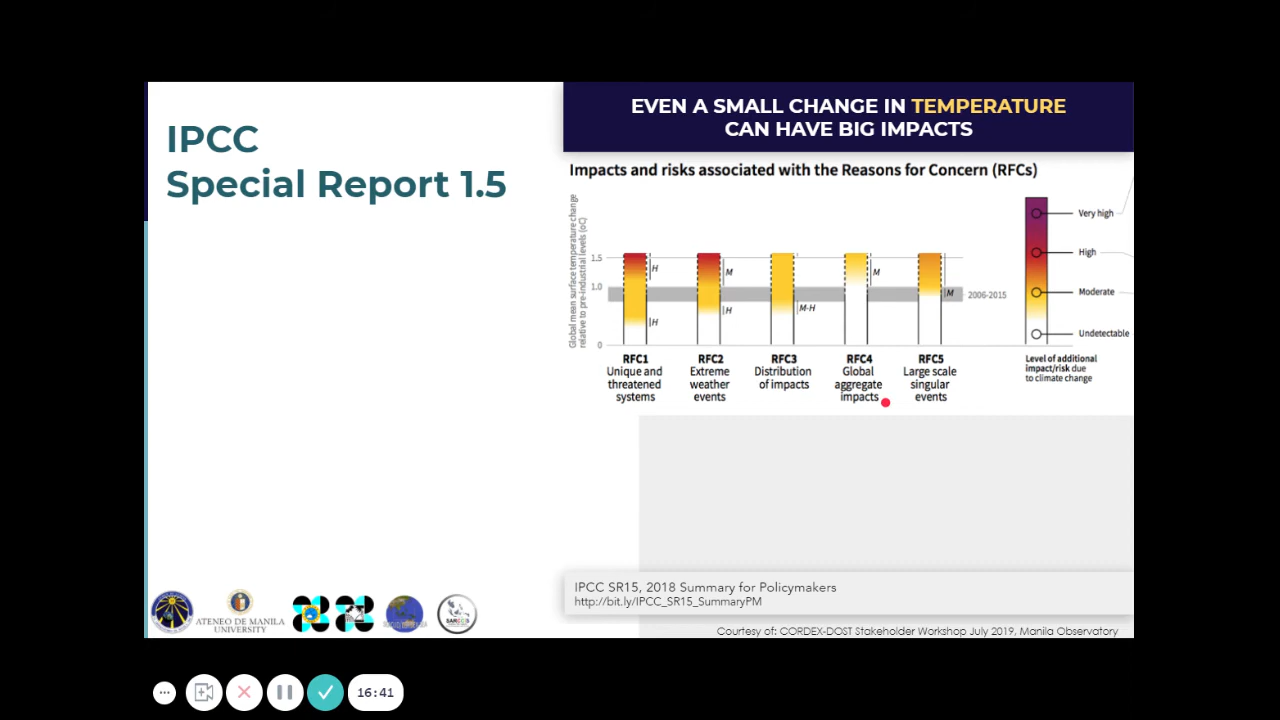 IPCC
Special Report 1.5
EVEN A SMALL CHANGE IN TEMPERATURE
CAN HAVE BIG IMPACTS
Impacts and risks associated with the Reasons for Concern (RFCs)
Global mean surface temperature change
relative to pre-industrial levels (oC)
1.5
1.0
0
H
H
M
H
M-H
M
M
2006-2015
RFC1
Unique and
threatened
systems
RFC2
Extreme
weather
events
RFC3
Distribution
of impacts
RFC4
Global
aggregate
impacts
RFC5
Large scale
singular
events
Very high
High
Moderate
Undetectable
Level of additional
impact/risk due
to climate change
IPCC SR15, 2018 Summary for Policymakers
http://bit.ly/IPCC_SR15_SummaryPM
Courtesy of: CORDEX-DOST Stakeholder Workshop July 2019, Manila Observatory
ATENEO DE MANILA
UNIVERSITY
16:41